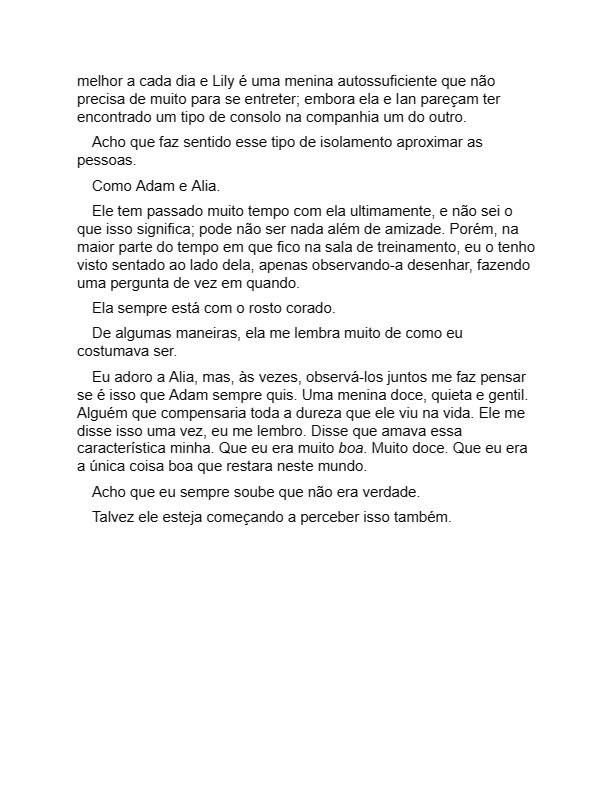 melhor a cada dia e Lily é uma menina autossuficiente que não
precisa de muito para se entreter; embora ela e Ian pareçam ter
encontrado um tipo de consolo na companhia um do outro.
Acho que faz sentido esse tipo de isolamento aproximar as
pessoas.
Como Adam e Alia.
Ele tem passado muito tempo com ela ultimamente, e não sei o
que isso significa; pode não ser nada além de amizade. Porém, na
maior parte do tempo em que fico na sala de treinamento, eu o tenho
visto sentado ao lado dela, apenas observando-a desenhar, fazendo
uma pergunta de vez em quando.
Ela sempre está com o rosto corado.
De algumas maneiras, ela me lembra muito de como eu
costumava ser.
Eu adoro a Alia, mas, às vezes, observá-los juntos me faz pensar
se é isso que Adam sempre quis. Uma menina doce, quieta e gentil.
Alguém que compensaria toda a dureza que ele viu na vida. Ele me
disse isso uma vez, eu me lembro. Disse que amava essa
característica minha. Que eu era muito boa. Muito doce. Que eu era
a única coisa boa que restara neste mundo.
Acho que eu sempre soube que não era verdade.
Talvez ele esteja começando a perceber isso também.